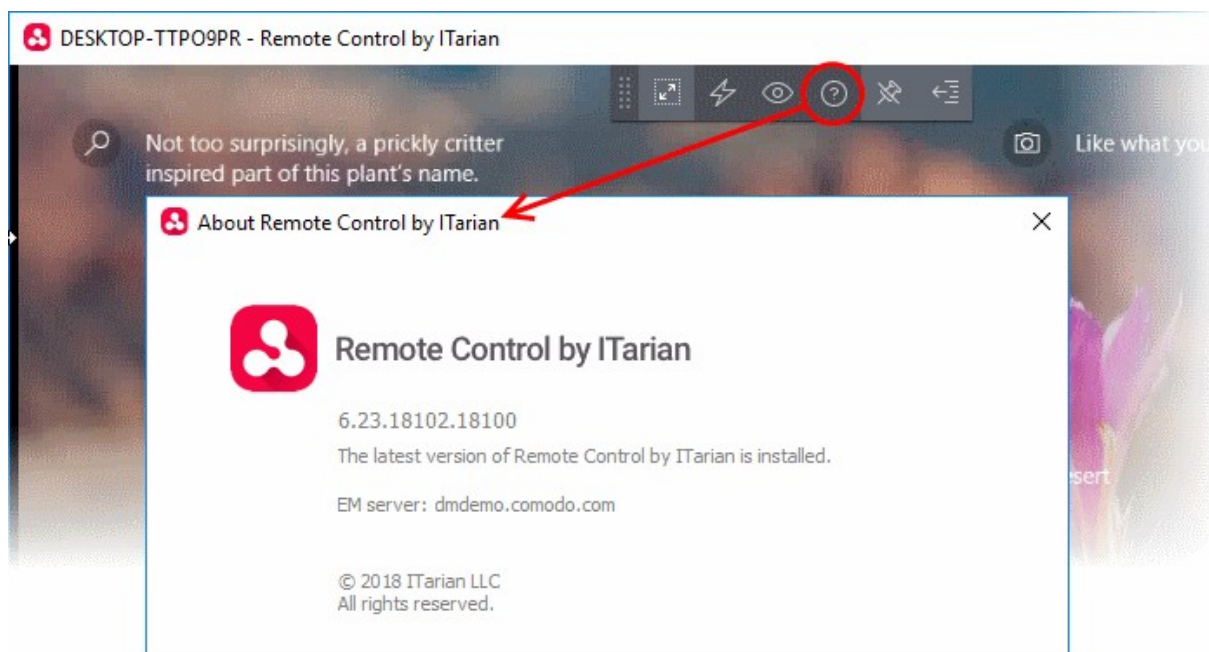 DESKTOP-TTPO9PR - Remote Control by ITarian
Not too surprisingly, a prickly critter
inspired part of this plant's name.
Like what you
About Remote Control by ITarian
Remote Control by ITarian
6.23.18102.18100
The latest version of Remote Control by ITarian is installed.
esert
EM server: dmdemo.comodo.com
© 2018 ITarian LLC
All rights reserved.